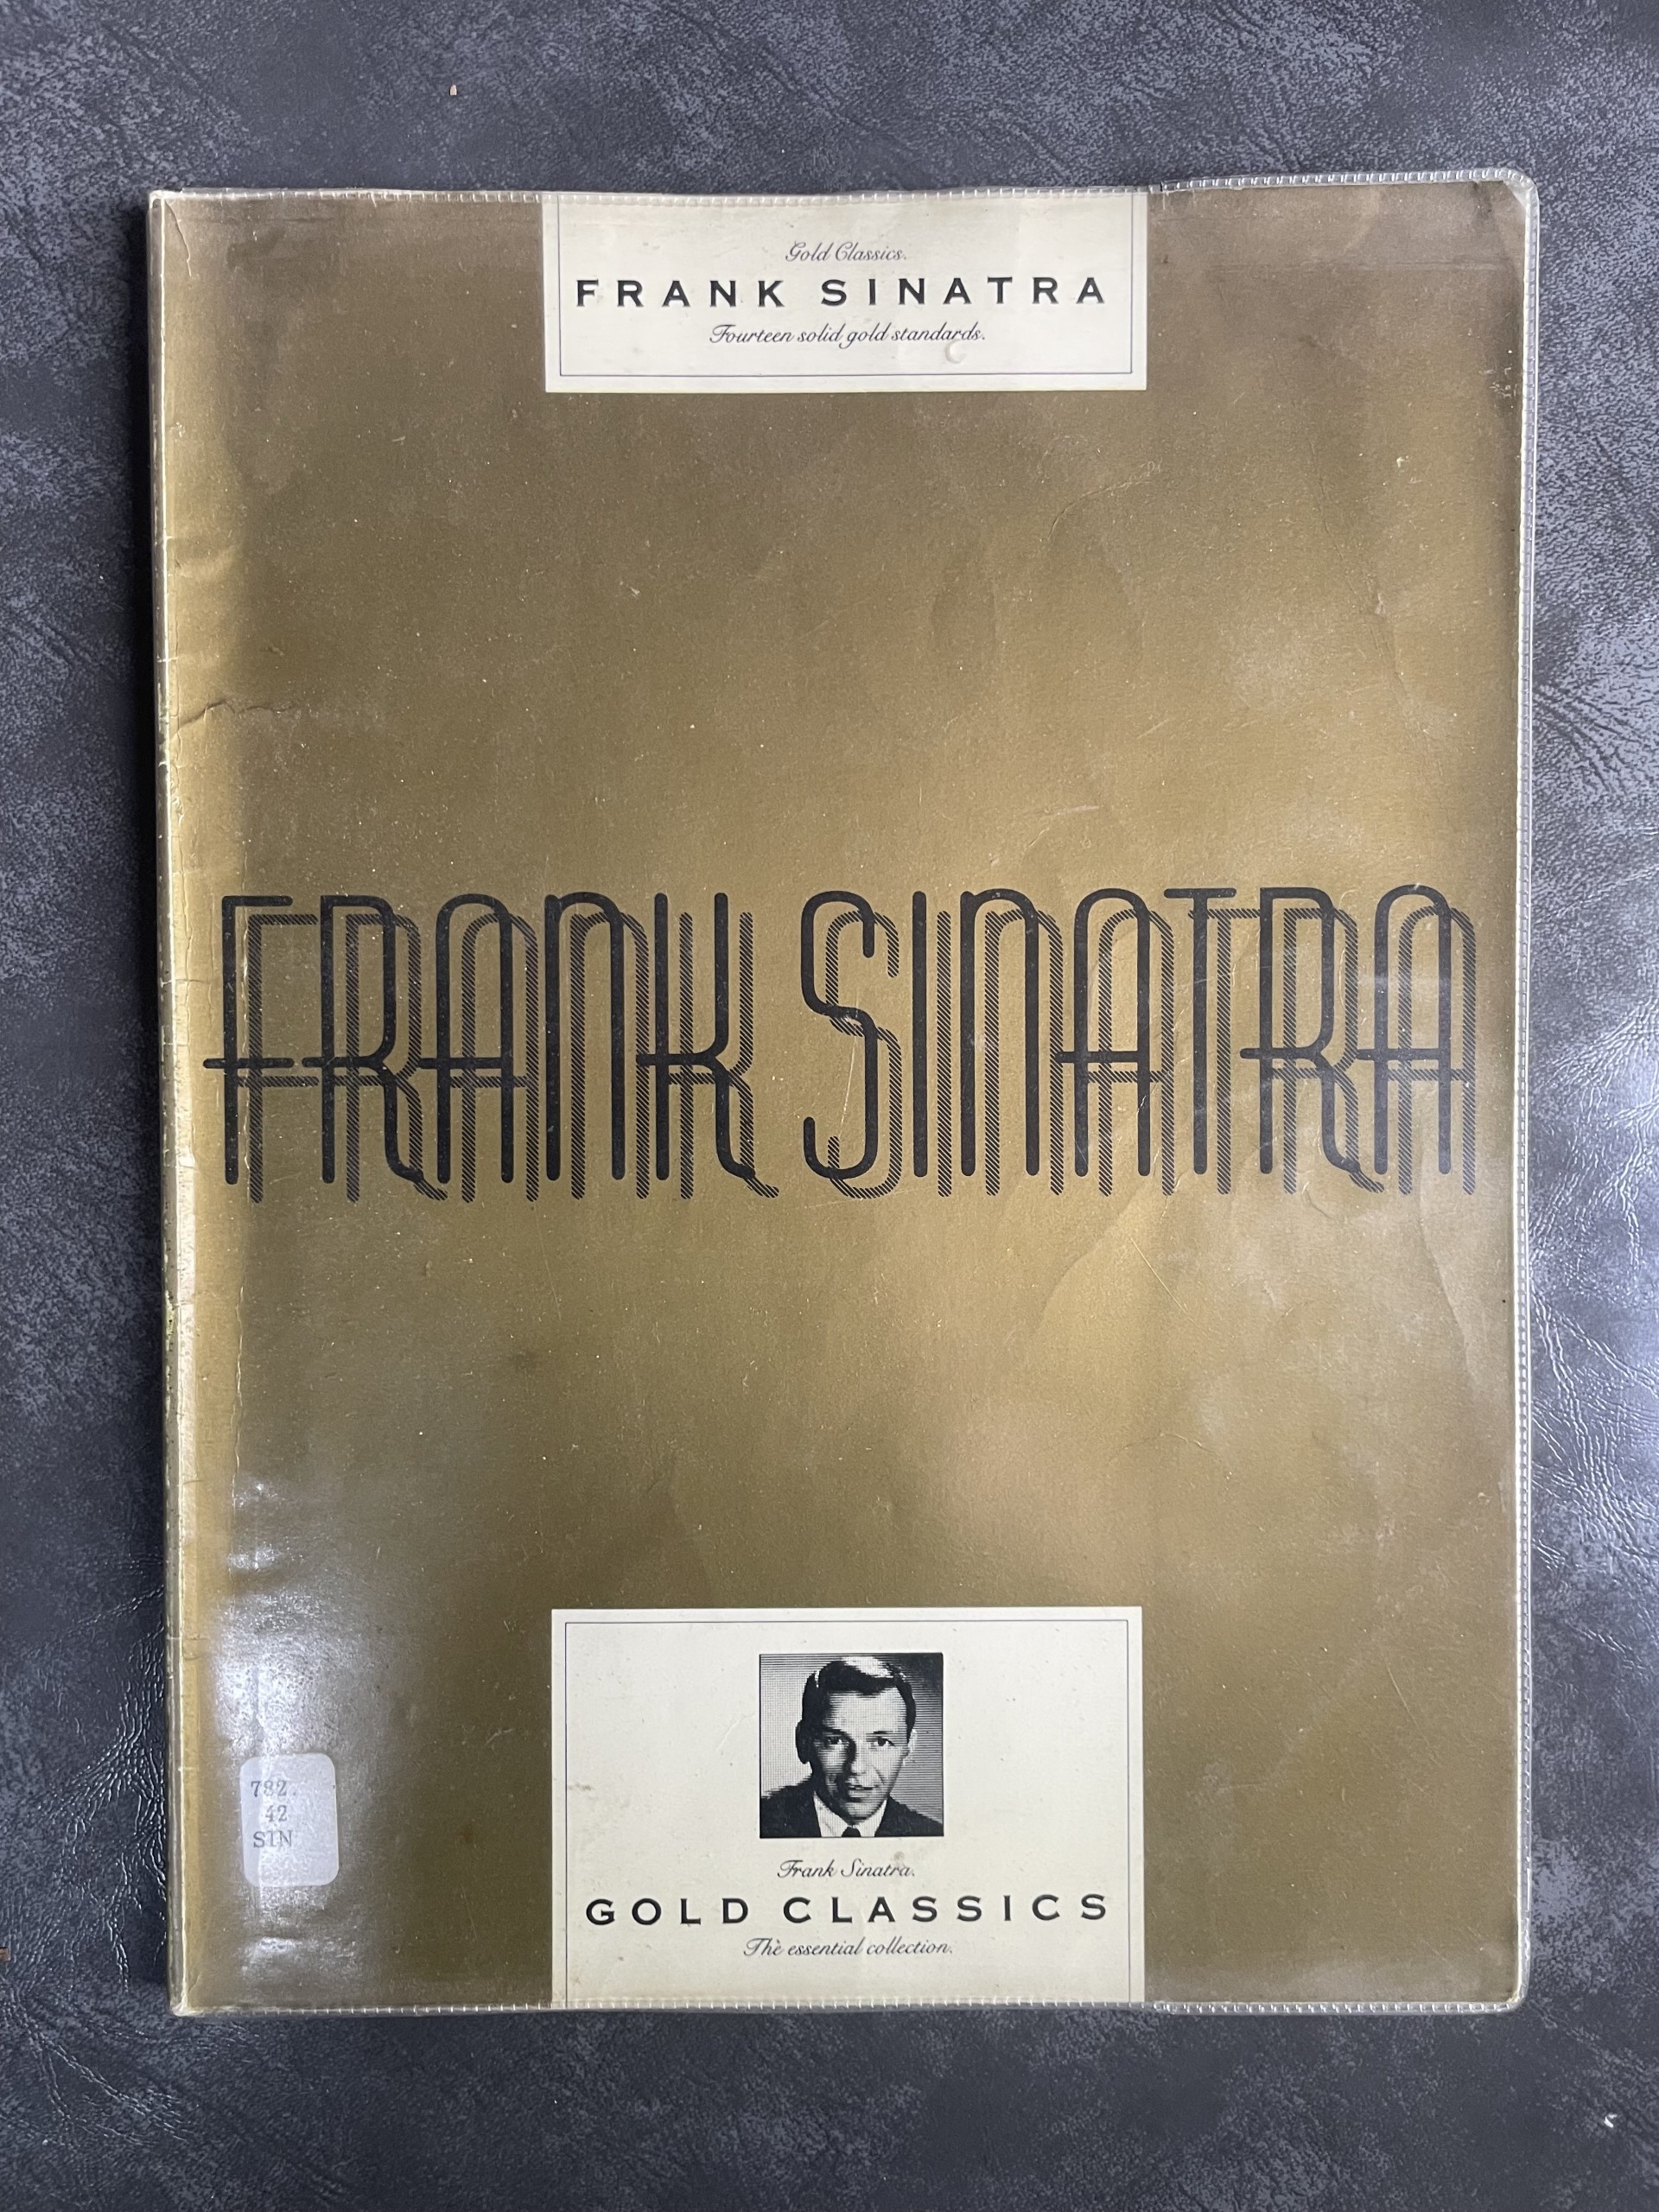 Gold Classics.
FRANK SINATRA
Fourteen solid gold standards.
FRANK SINATRA
782.
42
SIN
Frank Sinatra.
GOLD CLASSICS
The essential collection.